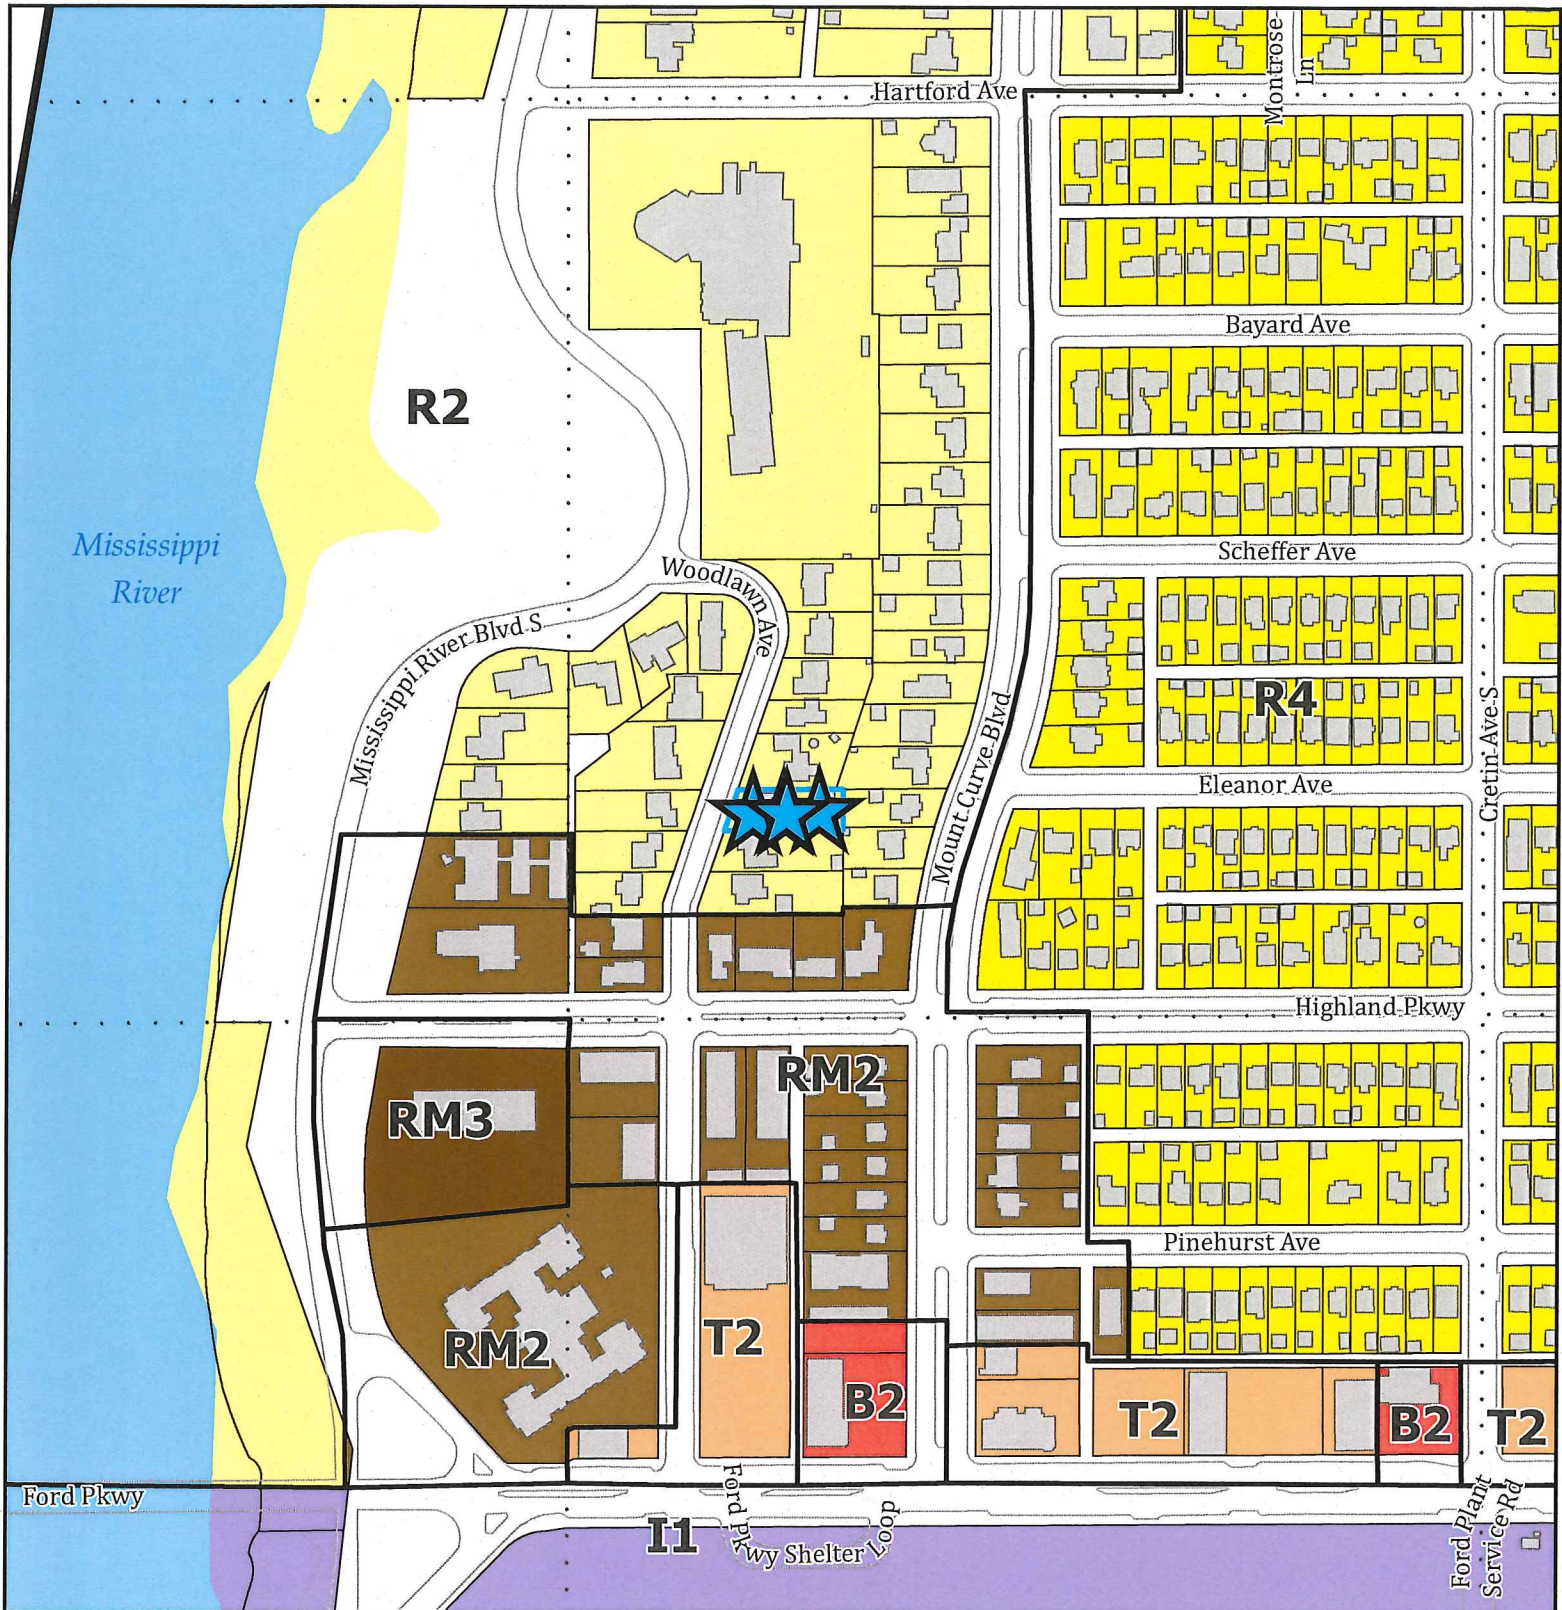 Montrose
Ln
Hartford Ave
Bayard Ave
R2
Mississippi
River
Scheffer Ave
Woodlawn Ave
Mississippi River Blvd S
R4
Mount Curve Blvd
Cretin Ave S
Eleanor Ave
Highland Pkwy
RM2
RM3
Pinehurst Ave
T2
RM2
B2
T2
B2
T2
Ford Pkwy
Ford Pkwy Shelter Loop
I1
Ford Plant
Service Rd